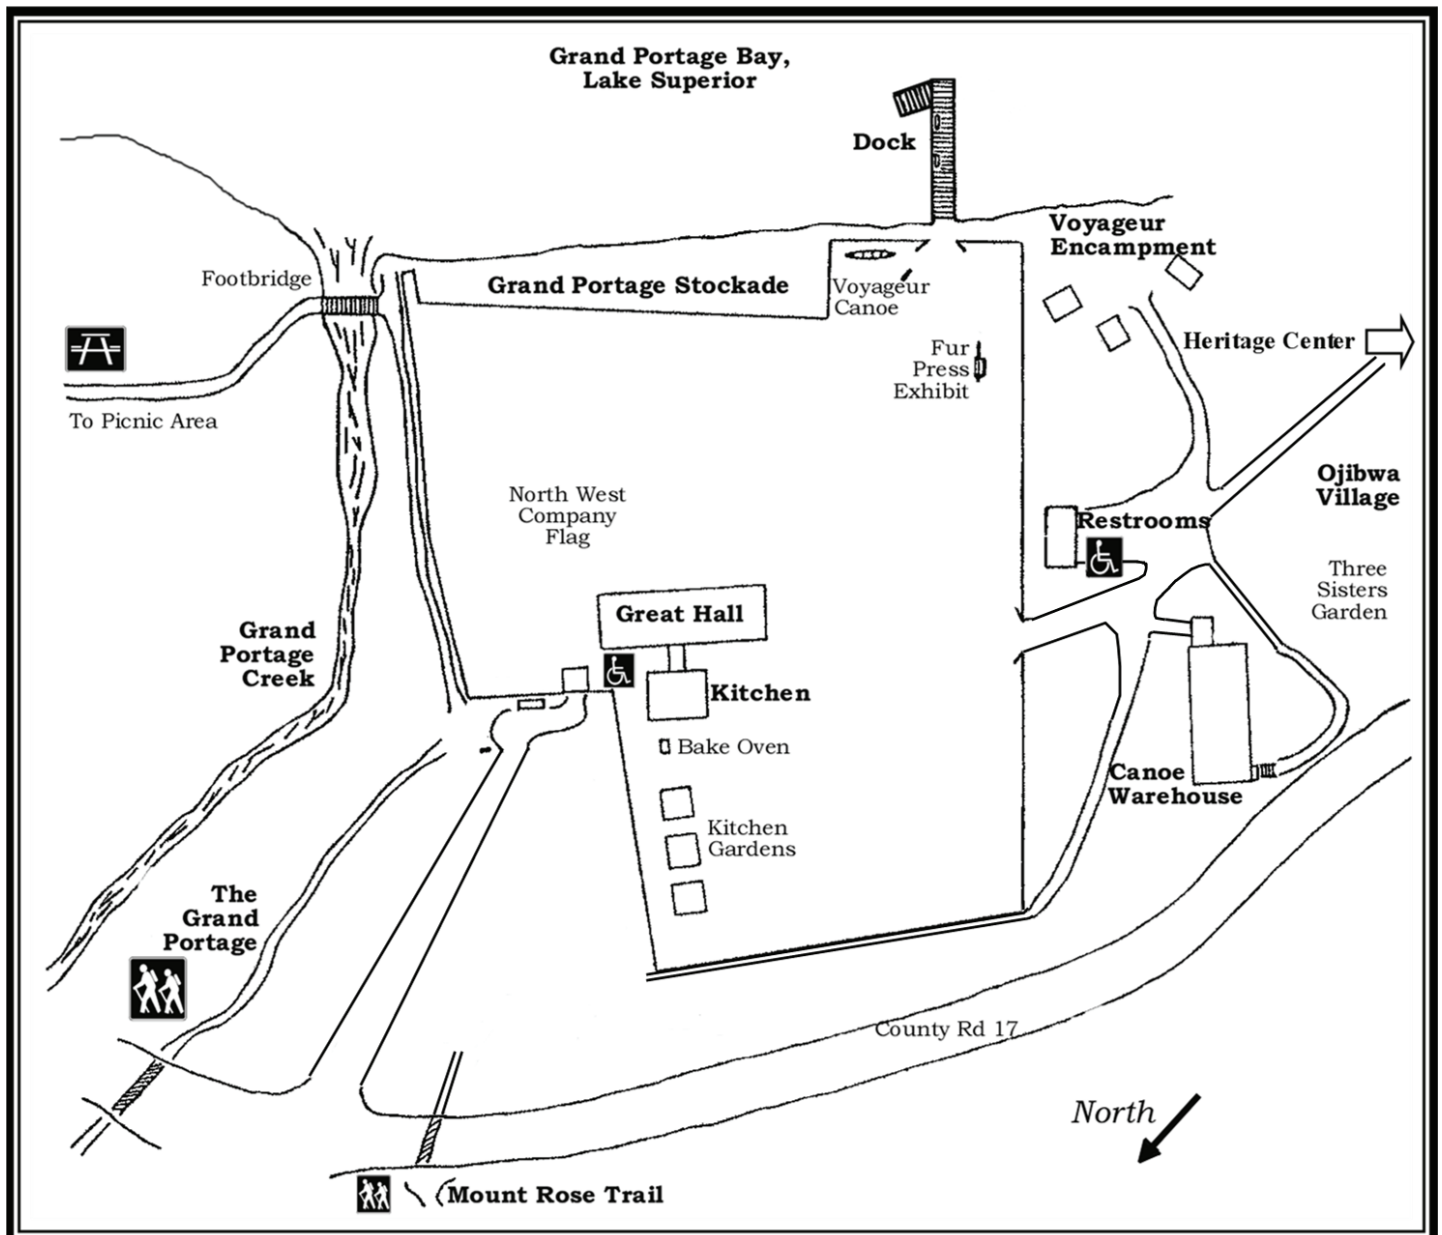 Grand Portage Bay,
Lake Superior
Dock
Voyageur
Encampment
Footbridge
Grand Portage Stockade
Voyageur
Canoe
Heritage Center
Fur
Press
Exhibit
To Picnic Area
Ojibwa
Village
North West
Company
Flag
Restrooms
Three
Sisters
Garden
Great Hall
Grand
Portage
Creek
Kitchen
Bake Oven
Canoe
Warehouse
Kitchen
Gardens
The
Grand
Portage
County Rd 17
North
Mount Rose Trail